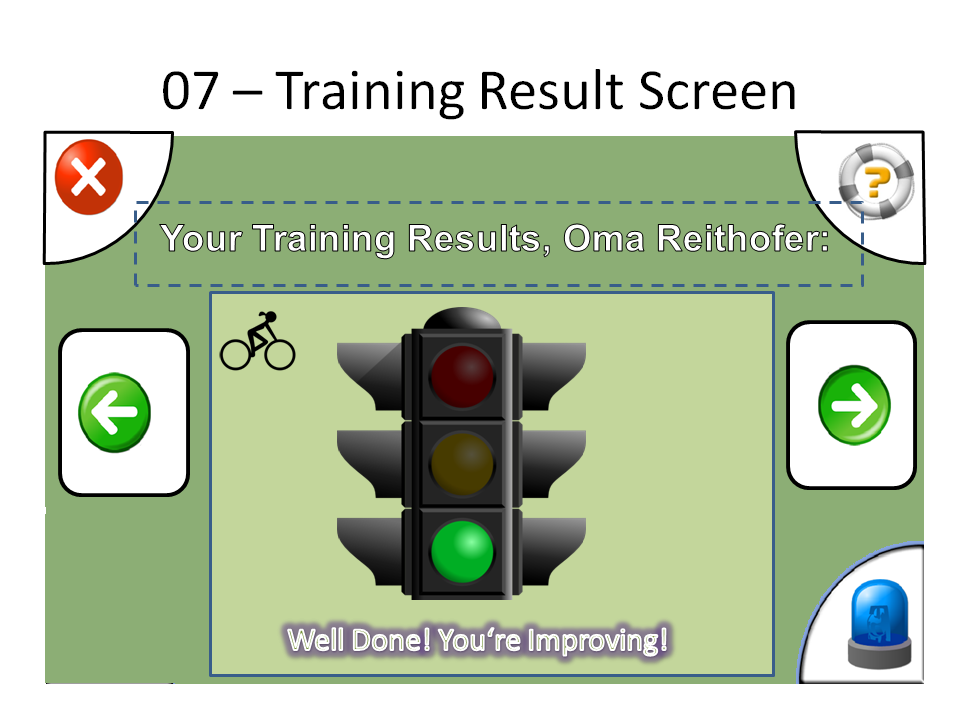 07 – Training Result Screen
?
Your Training Results, Oma Reithofer:
Well Done! You‘re Improving!